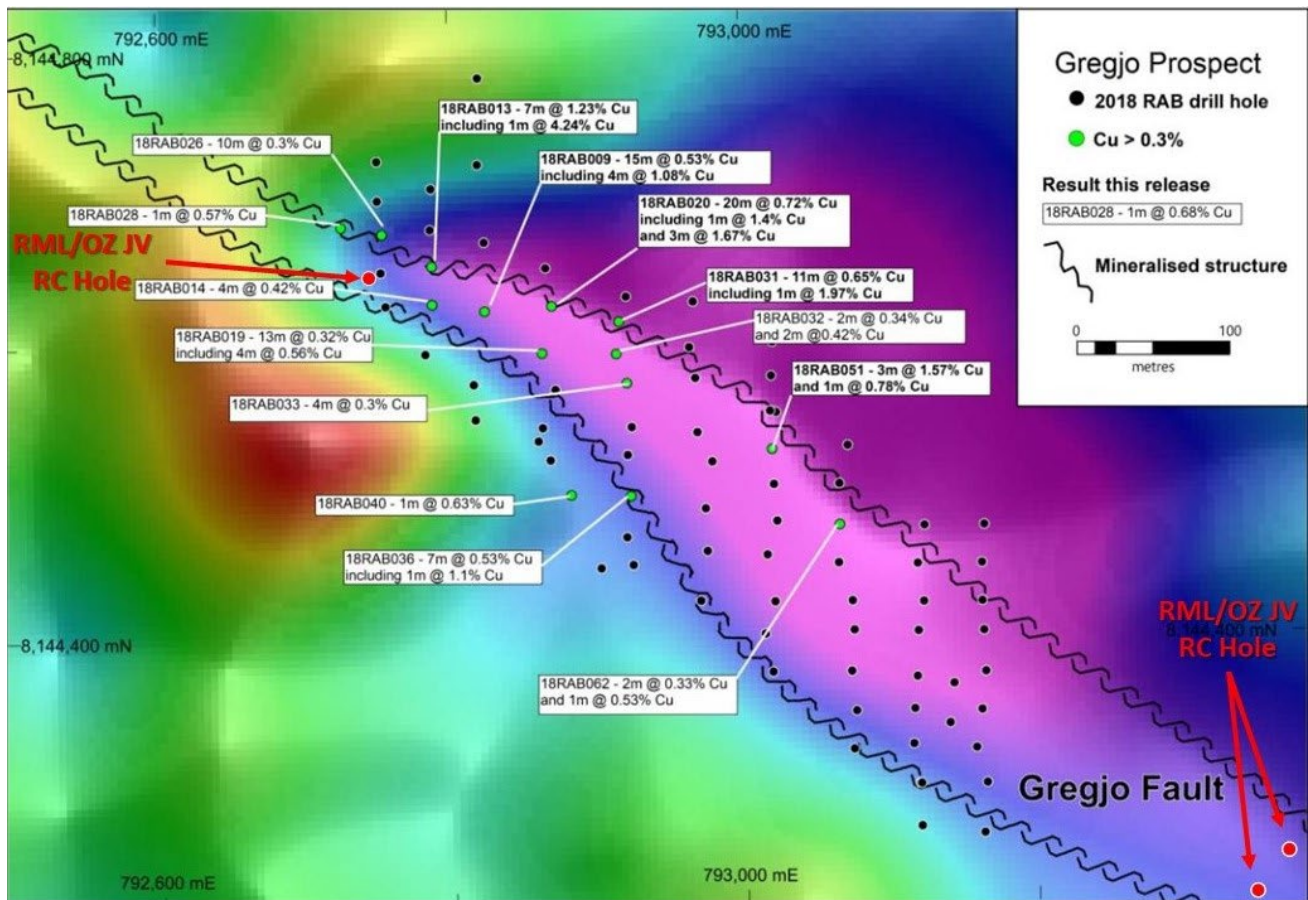 792,600 mE
793,000 mE
8,144,800 mN
18RAB013 - 7m @ 1.23% Cu
including 1m @ 4.24% Cu
18RAB026 - 10m @ 0.3% Cu
18RAB009 - 15m @ 0.53% Cu
including 4m @ 1.08% Cu
18RAB020 - 20m @ 0.72% Cu
including 1m @ 1.4% Cu
and 3m @ 1.67% Cu
18RAB028 - 1m @ 0.57% Cu
RML/OZ JV
RC Hole
18RAB014 - 4m @ 0.42% Cu
18RAB031 - 11m @ 0.65% Cu
including 1m @ 1.97% Cu
18RAB032 - 2m @ 0.34% Cu
and 2m @0.42% Cu
18RAB019 - 13m @ 0.32% Cu
including 4m @ 0.56% Cu
18RAB051 - 3m @ 1.57% Cu
and 1m @ 0.78% Cu
18RAB033 - 4m @ 0.3% Cu
18RAB040 - 1m @ 0.63% Cu
18RAB036 - 7m @ 0.53% Cu
including 1m @ 1.1% Cu
8,144,400 mN
8,144,400 mN
RML/OZ JV
RC Hole
18RAB062 - 2m @ 0.33% Cu
and 1m @ 0.53% Cu
Gregjo Fault
792,600 mE
793,000 mE
Gregjo Prospect
2018 RAB drill hole
Cu > 0.3%
Result this release
18RAB028 - 1m @ 0.68% Cu
Mineralised structure
0 100
metres